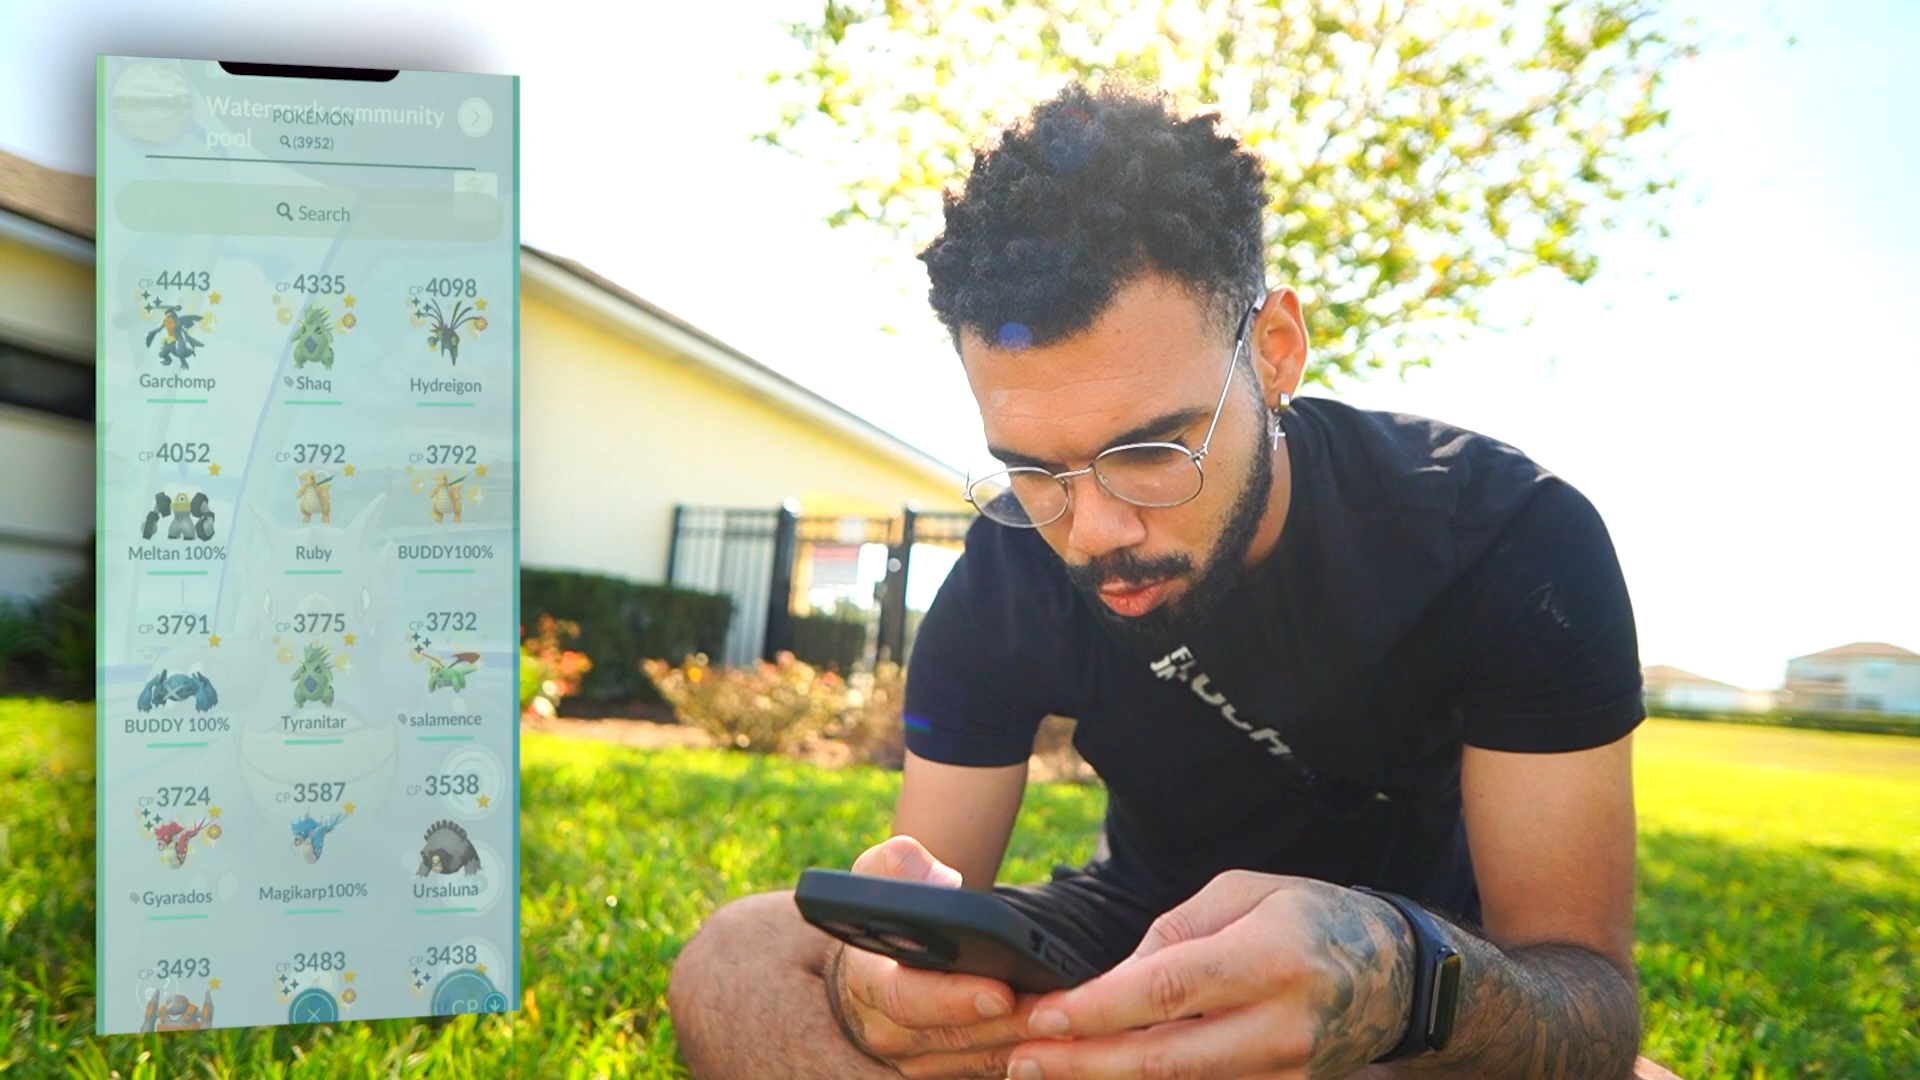 Watermark community
pool
POKÉMON
(3952)
Search
CP 4443
CP 4335
CP 4098
Garchomp
Shaq
Hydreigon
CP 4052
CP 3792
CP 3792
Meltan 100%
Ruby
BUDDY100%
CP 3791
CP 3775
CP 3732
BUDDY 100%
Tyranitar
salamence
CP 3724
CP 3587
CP 3538
Gyarados
Magikarp100%
Ursaluna
CP 3493
CP 3483
CP 3438
CP